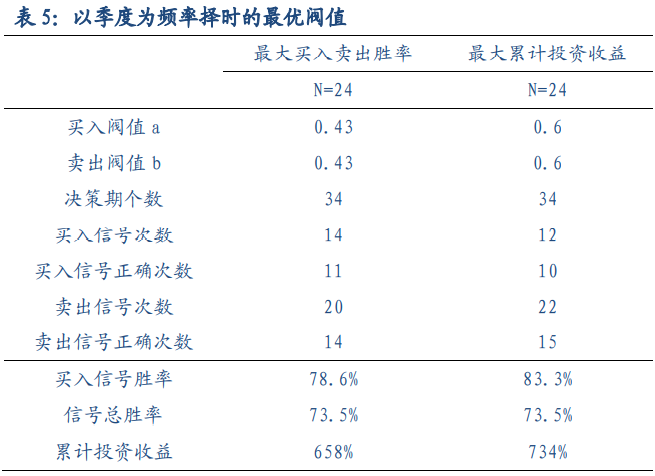 表 5：以季度为频率择时的最优阀值
最大买入卖出胜率 最大累计投资收益
N=24 N=24
买入阀值 a 0.43 0.6
卖出阀值 b 0.43 0.6
决策期个数 34 34
买入信号次数 14 12
买入信号正确次数 11 10
卖出信号次数 20 22
卖出信号正确次数 14 15
买入信号胜率 78.6% 83.3%
信号总胜率 73.5% 73.5%
累计投资收益 658% 734%